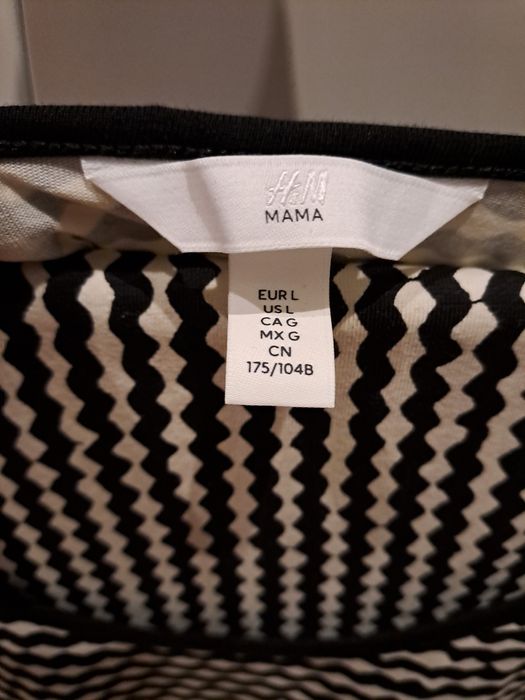 H&M
MAMA
EUR L
US L
CA G
MX G
CN
175/104B